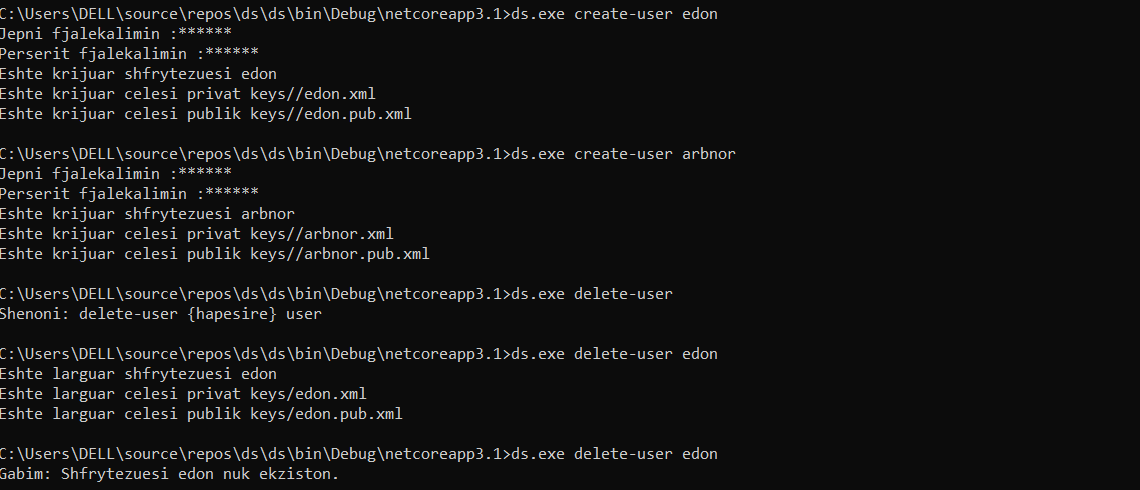 C:\Users\DELL\source\repos\ds\ds\bin\Debug\netcoreapp3.1>ds.exe create-user edon
Jepni fjalekalimin :******
Perserit fjalekalimin :******
Eshte krijuar shfrytezuesi edon
Eshte krijuar celesi privat keys//edon.xml
Eshte krijuar celesi publik keys//edon.pub.xml
C:\Users\DELL\source\repos\ds\ds\bin\Debug\netcoreapp3.1>ds.exe create-user arbnor
Jepni fjalekalimin :******
Perserit fjalekalimin :******
Eshte krijuar shfrytezuesi arbnor
Eshte krijuar celesi privat keys//arbnor.xml
Eshte krijuar celesi publik keys//arbnor.pub.xml
C:\Users\DELL\source\repos\ds\ds\bin\Debug\netcoreapp3.1>ds.exe delete-user
Shenoni: delete-user {hapesire} user
C:\Users\DELL\source\repos\ds\ds\bin\Debug\netcoreapp3.1>ds.exe delete-user edon
Eshte larguar shfrytezuesi edon
Eshte larguar celesi privat keys/edon.xml
Eshte larguar celesi publik keys/edon.pub.xml
C:\Users\DELL\source\repos\ds\ds\bin\Debug\netcoreapp3.1>ds.exe delete-user edon
Gabim: Shfrytezuesi edon nuk ekziston.